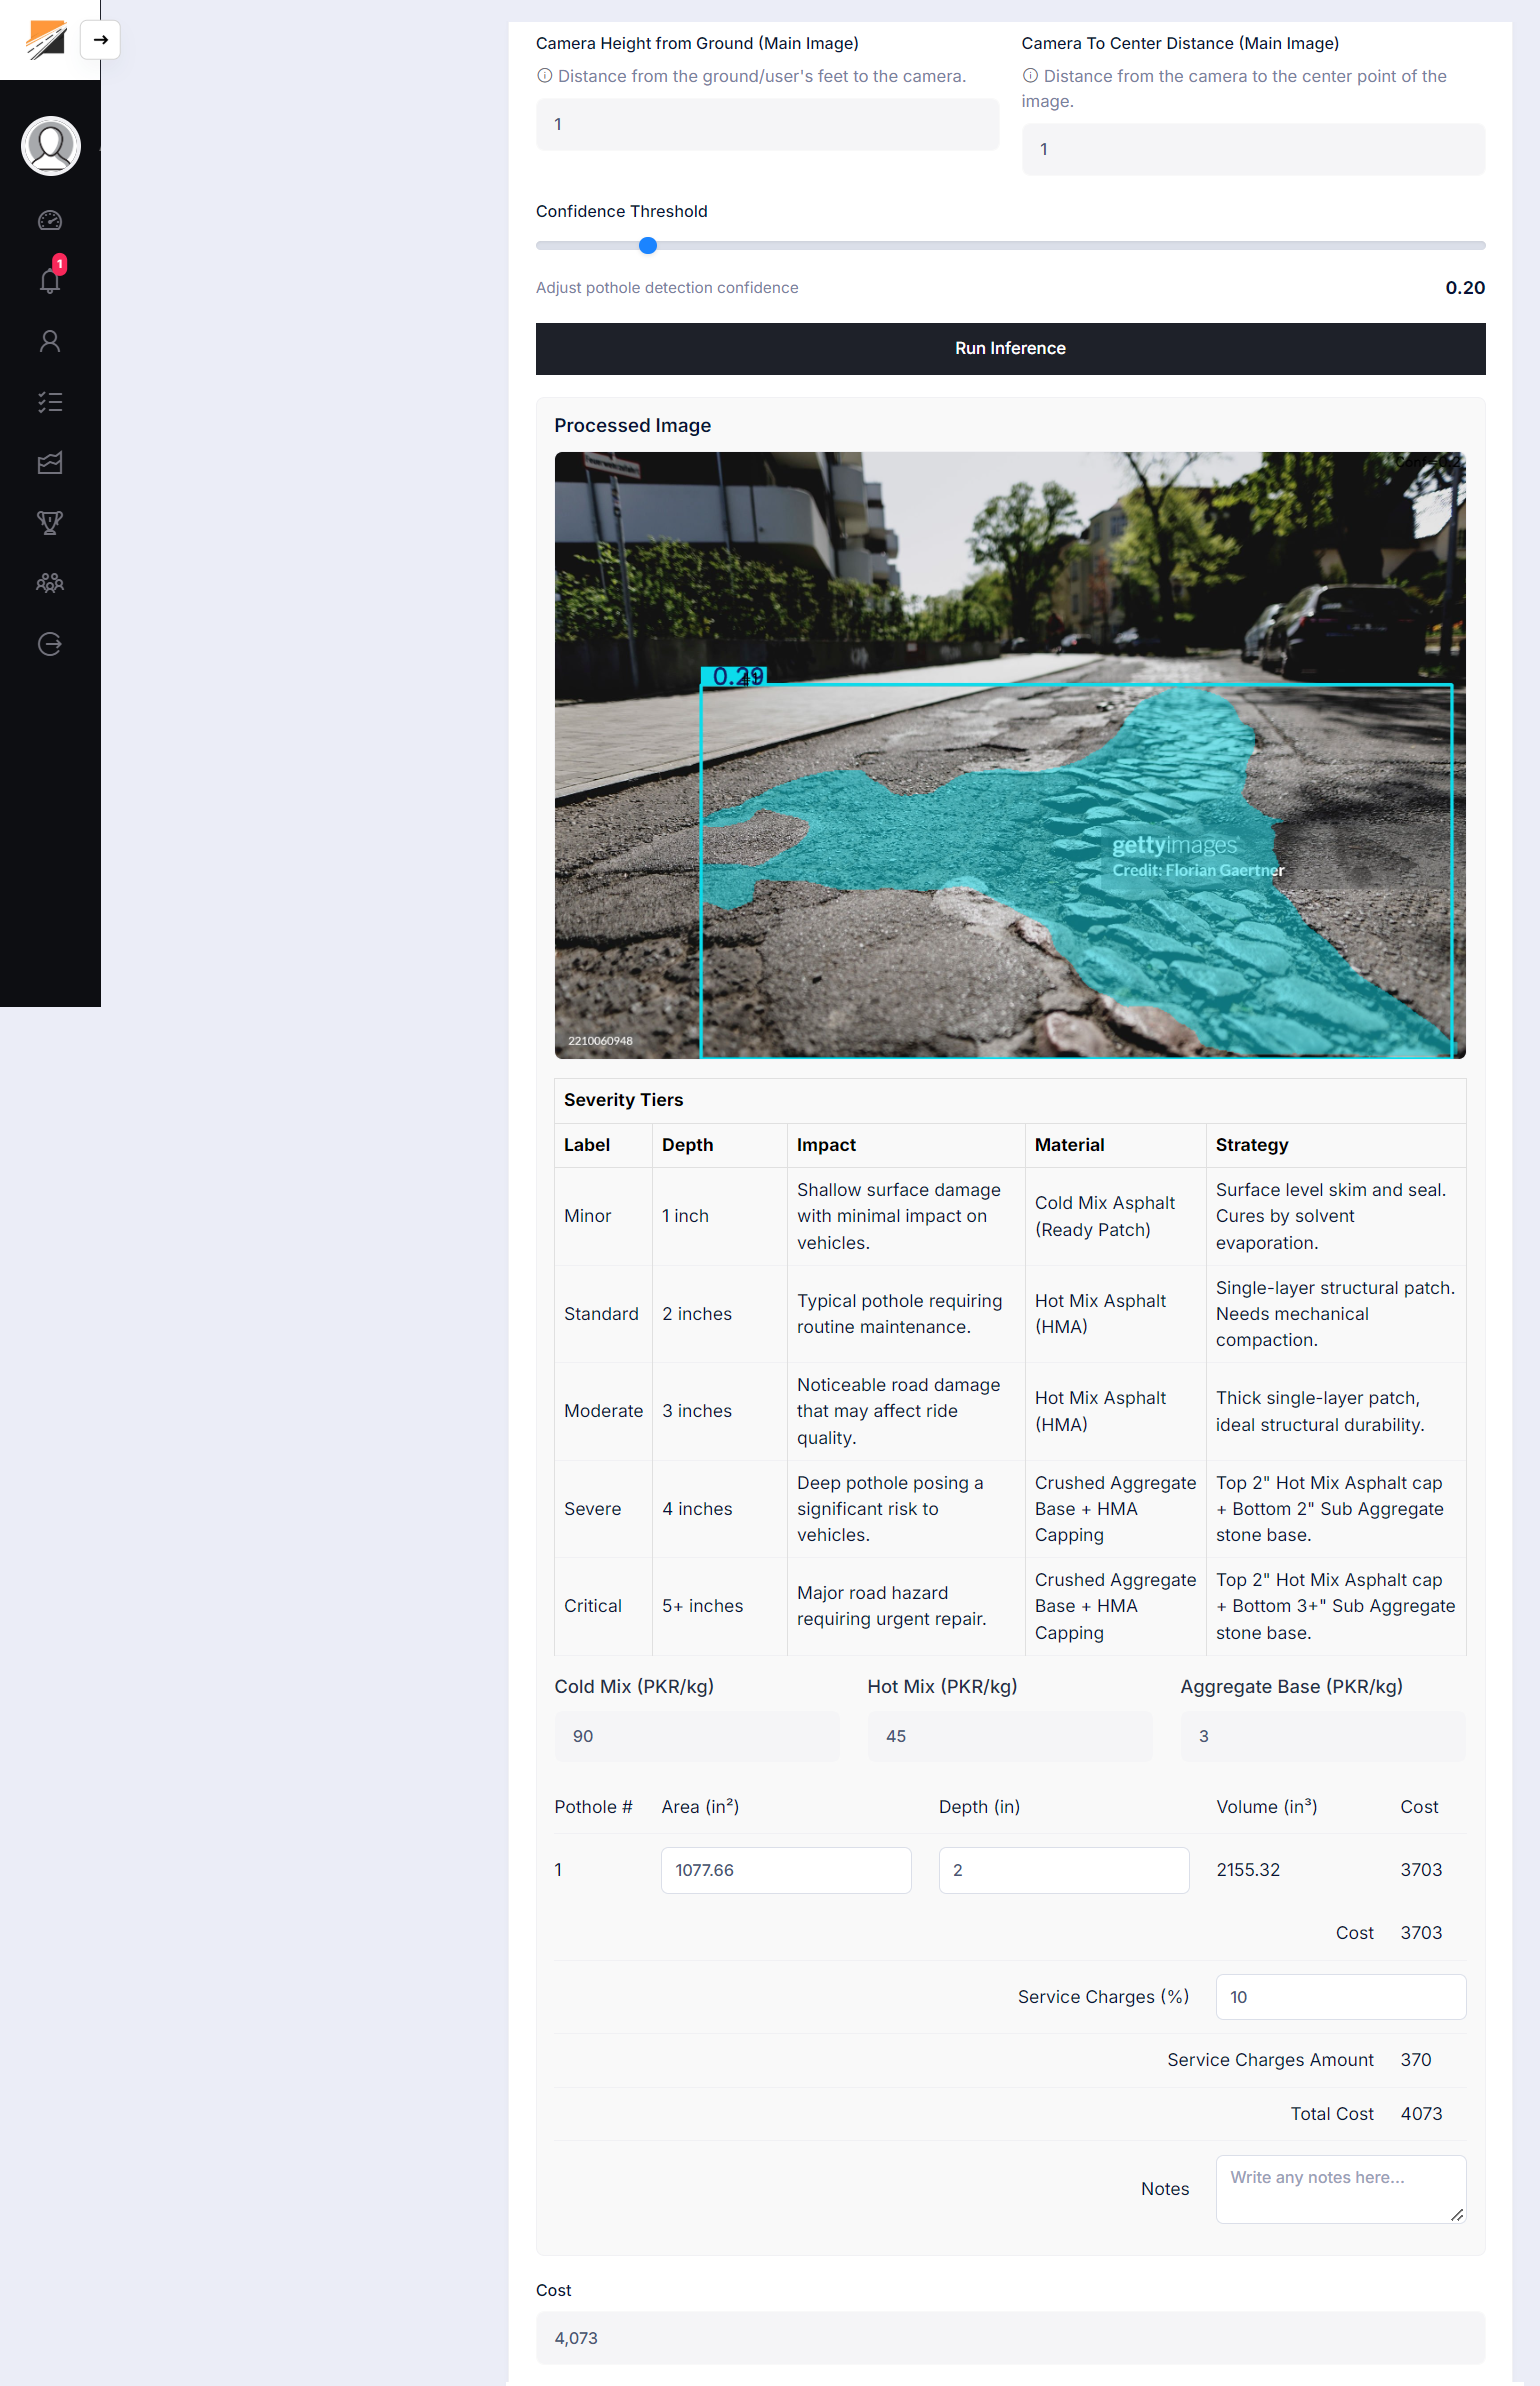 Camera Height from Ground (Main Image)
Distance from the ground/user's feet to the camera.
1
Camera To Center Distance (Main Image)
Distance from the camera to the center point of the
image.
1
Confidence Threshold
Adjust pothole detection confidence
0.20
Run Inference
1
Processed Image
0.29
gettyimages
Credit: Florian Gaertner
2210060948
Severity Tiers
Label Depth Impact Material Strategy
Minor
1 inch
Shallow surface damage
with minimal impact on
vehicles.
Cold Mix Asphalt
(Ready Patch)
Surface level skim and seal.
Cures by solvent
evaporation.
Standard
2 inches
Typical pothole requiring
routine maintenance.
Hot Mix Asphalt
(HMA)
Single-layer structural patch.
Needs mechanical
compaction.
Moderate
3 inches
Noticeable road damage
that may affect ride
quality.
Hot Mix Asphalt
(HMA)
Thick single-layer patch,
ideal structural durability.
Severe
4 inches
Deep pothole posing a
significant risk to
vehicles.
Crushed Aggregate
Base + HMA
Capping
Top 2" Hot Mix Asphalt cap
+ Bottom 2" Sub Aggregate
stone base.
Critical
5+ inches
Major road hazard
requiring urgent repair.
Crushed Aggregate
Base + HMA
Capping
Top 2" Hot Mix Asphalt cap
+ Bottom 3+" Sub Aggregate
stone base.
Cold Mix (PKR/kg)
90
Hot Mix (PKR/kg)
45
Aggregate Base (PKR/kg)
3
Pothole # Area (in²) Depth (in) Volume (in³) Cost
1 1077.66 2 2155.32 3703
Cost 3703
Service Charges (%) 10
Service Charges Amount 370
Total Cost 4073
Notes
Write any notes here...
Cost
4,073